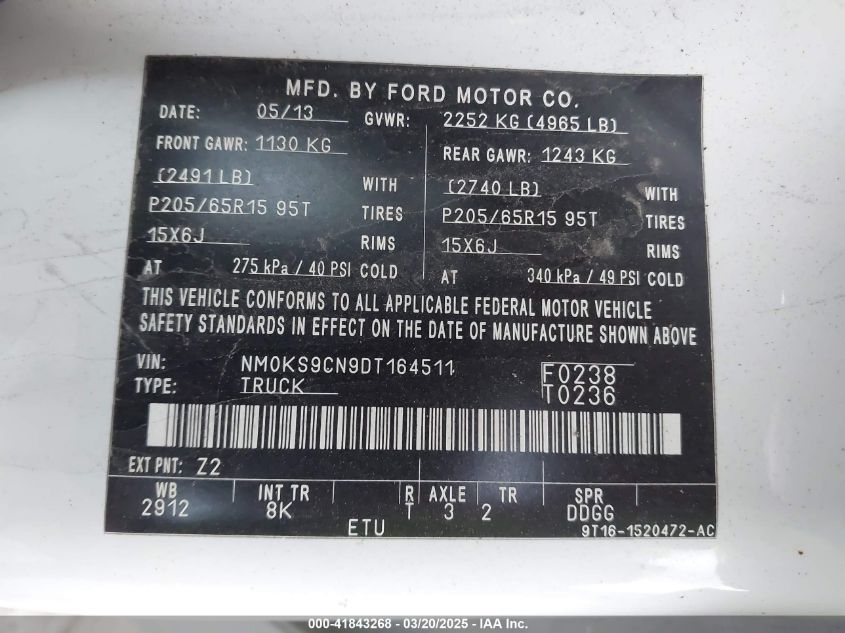 MFD. BY FORD MOTOR CO.
DATE: 05/13 GVWR: 2252 KG (4965 LB)
FRONT GAWR: 1130 KG REAR GAWR: 1243 KG
(2491 LB) WITH (2740 LB) WITH
P205/65R15 95T TIRES P205/65R15 95T TIRES
15X6J RIMS 15X6J RIMS
AT 275 kPa / 40 PSI COLD AT 340 kPa / 49 PSI COLD
THIS VEHICLE CONFORMS TO ALL APPLICABLE FEDERAL MOTOR VEHICLE
SAFETY STANDARDS IN EFFECT ON THE DATE OF MANUFACTURE SHOWN ABOVE
VIN: NM0KS9CN9DT164511 F0238
TYPE: TRUCK T0236
EXT PNT: Z2
WB INT TR R AXLE TR SPR
2912 8K T 3 2 DDGG
ETU 9T16-1520472-AC
000-41843268 - 03/20/2025 - IAA Inc.